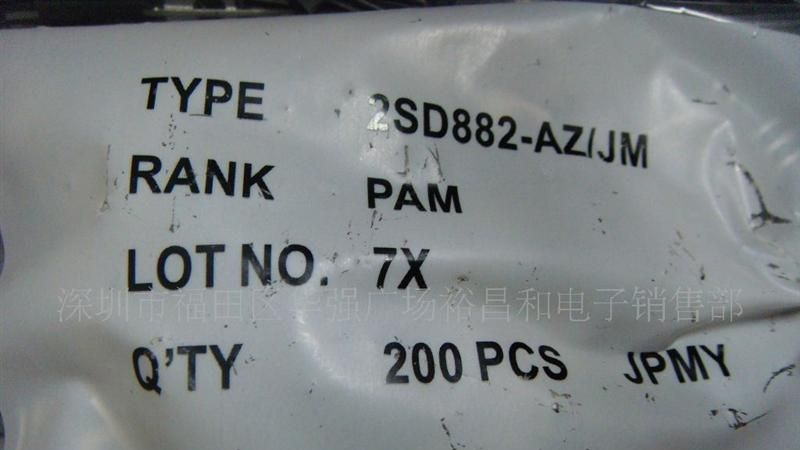 TYPE 2SD882-AZ/JM
RANK PAM
LOT NO. 7X
深圳市福田区华强广场裕昌和电子销售部
Q'TY 200 PCS JPMY